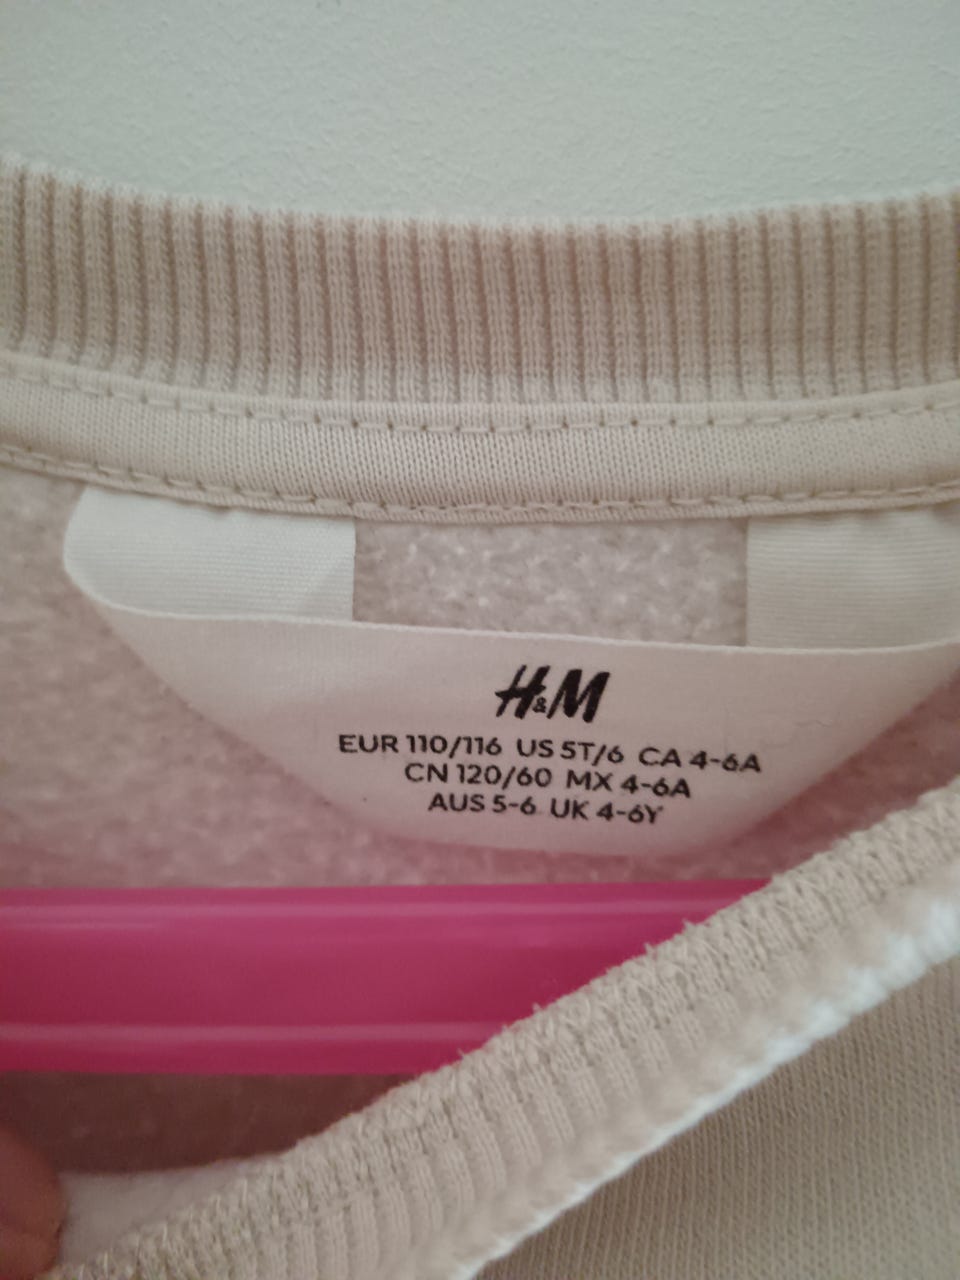 H&M
EUR 110/116 US 5T/6 CA 4-6A
CN 120/60 MX 4-6A
AUS 5-6 UK 4-6Y